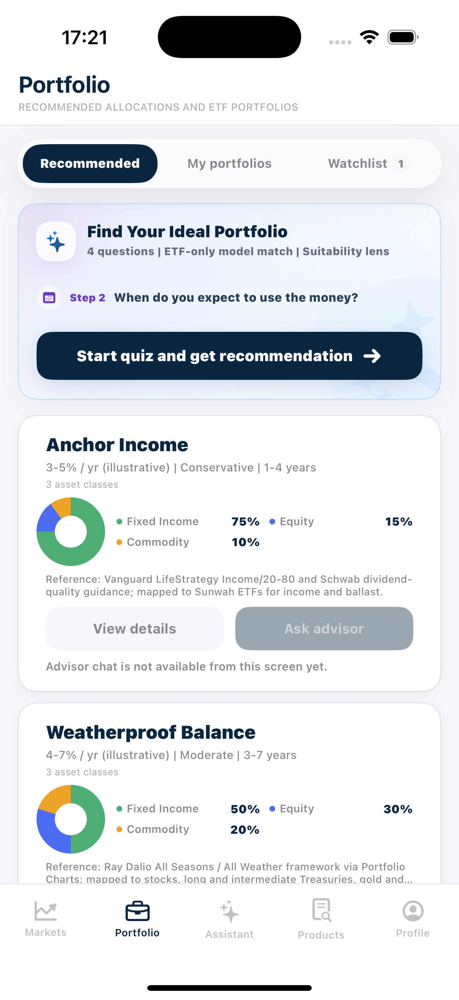 17:21
Portfolio
RECOMMENDED ALLOCATIONS AND ETF PORTFOLIOS
Recommended My portfolios Watchlist 1
Find Your Ideal Portfolio
4 questions | ETF-only model match | Suitability lens
Step 2 When do you expect to use the money?
Start quiz and get recommendation
Anchor Income
3-5% / yr (illustrative) | Conservative | 1-4 years
3 asset classes
Fixed Income 75% Equity 15%
Commodity 10%
Reference: Vanguard LifeStrategy Income/20-80 and Schwab dividend-
quality guidance; mapped to Sunwah ETFs for income and ballast.
View details Ask advisor
Advisor chat is not available from this screen yet.
Weatherproof Balance
4-7% / yr (illustrative) | Moderate | 3-7 years
3 asset classes
Fixed Income 50% Equity 30%
Commodity 20%
Reference: Ray Dalio All Seasons / All Weather framework via Portfolio
Charts; mapped to stocks, long and intermediate Treasuries, gold and...
Markets Portfolio Assistant Products Profile